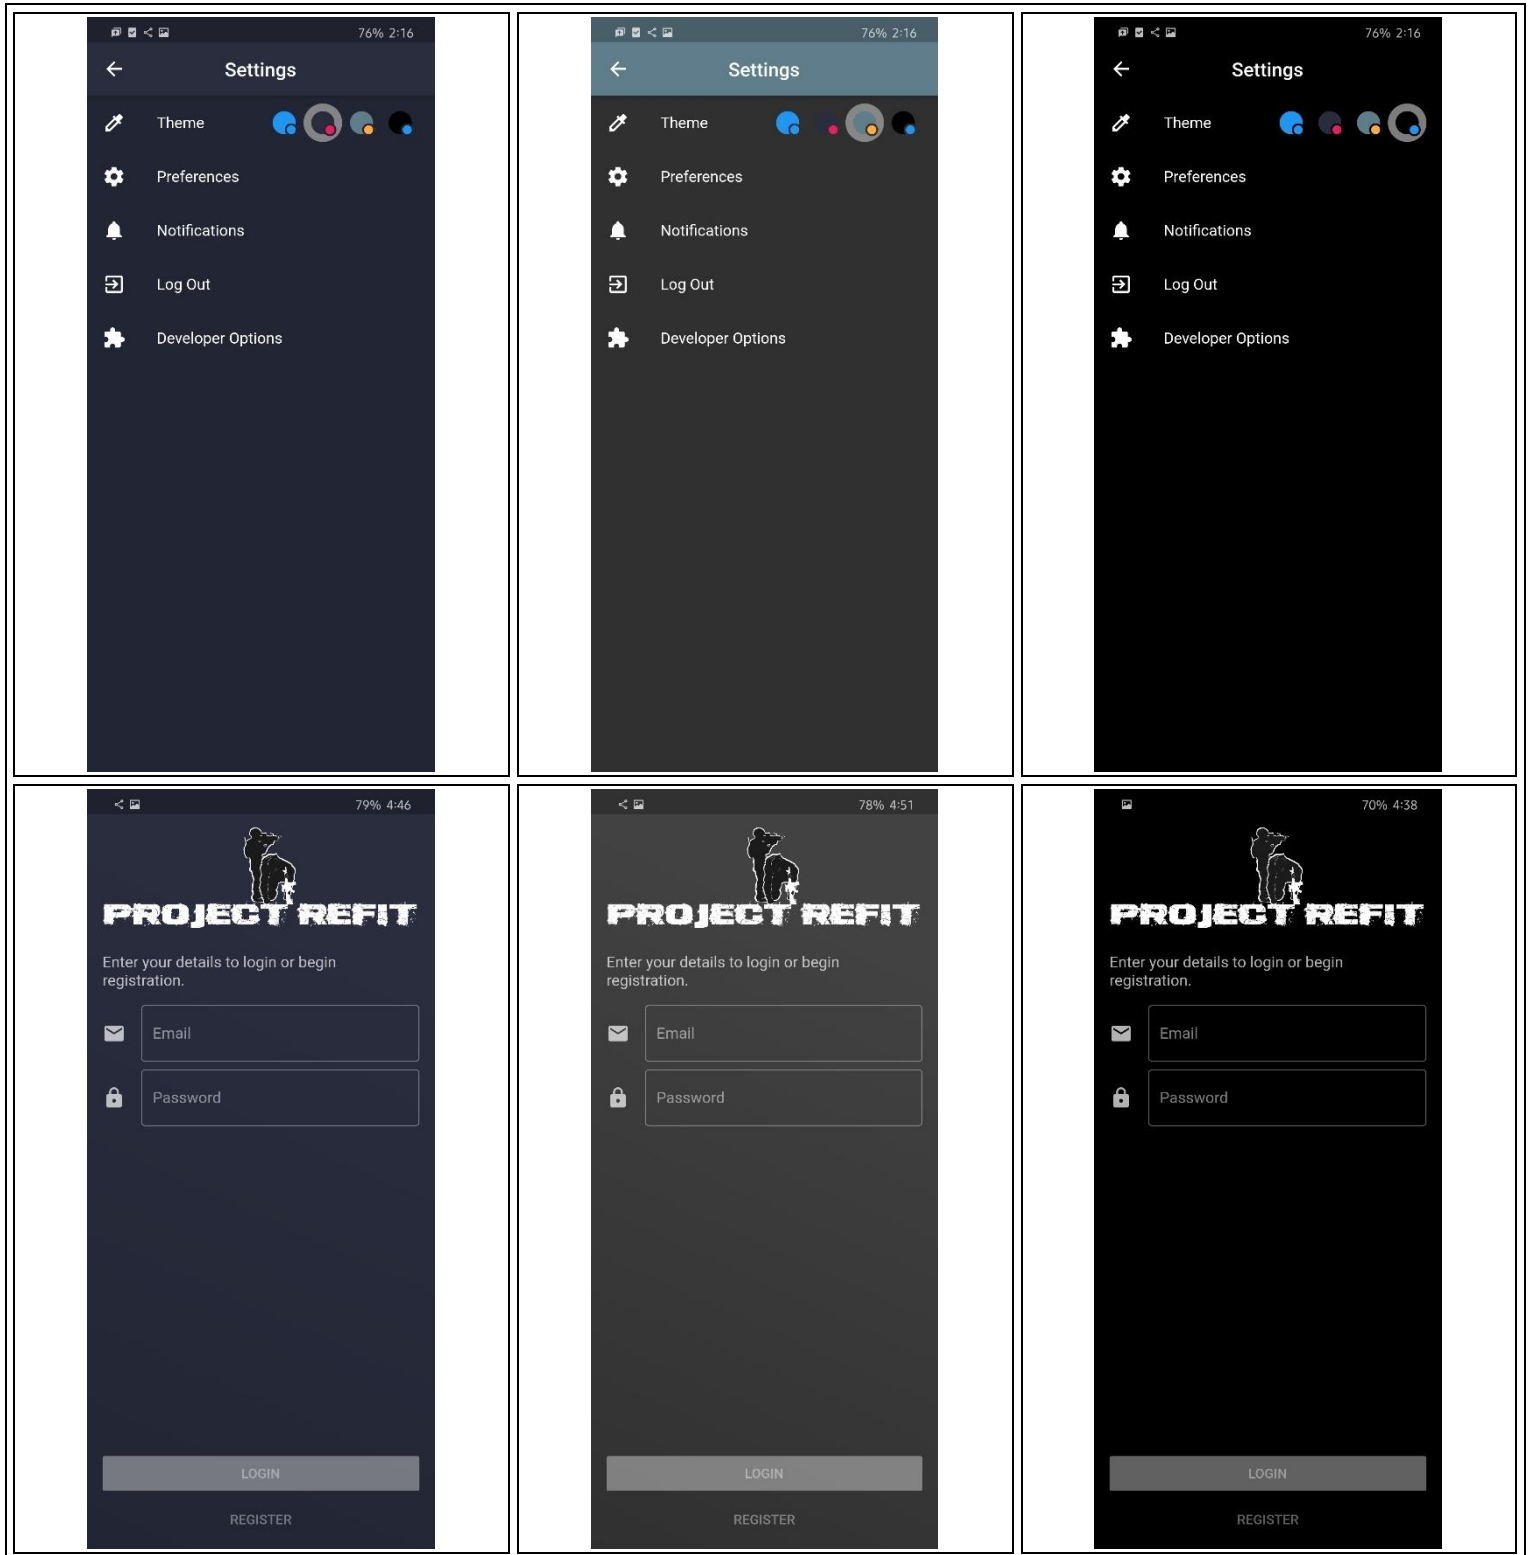 76% 2:16
Settings
Theme
Preferences
Notifications
Log Out
Developer Options
76% 2:16
Settings
Theme
Preferences
Notifications
Log Out
Developer Options
76% 2:16
Settings
Theme
Preferences
Notifications
Log Out
Developer Options
79% 4:46
PROJECT REFIT
Enter your details to login or begin
registration.
Email
Password
LOGIN
REGISTER
78% 4:51
PROJECT REFIT
Enter your details to login or begin
registration.
Email
Password
LOGIN
REGISTER
70% 4:38
PROJECT REFIT
Enter your details to login or begin
registration.
Email
Password
LOGIN
REGISTER